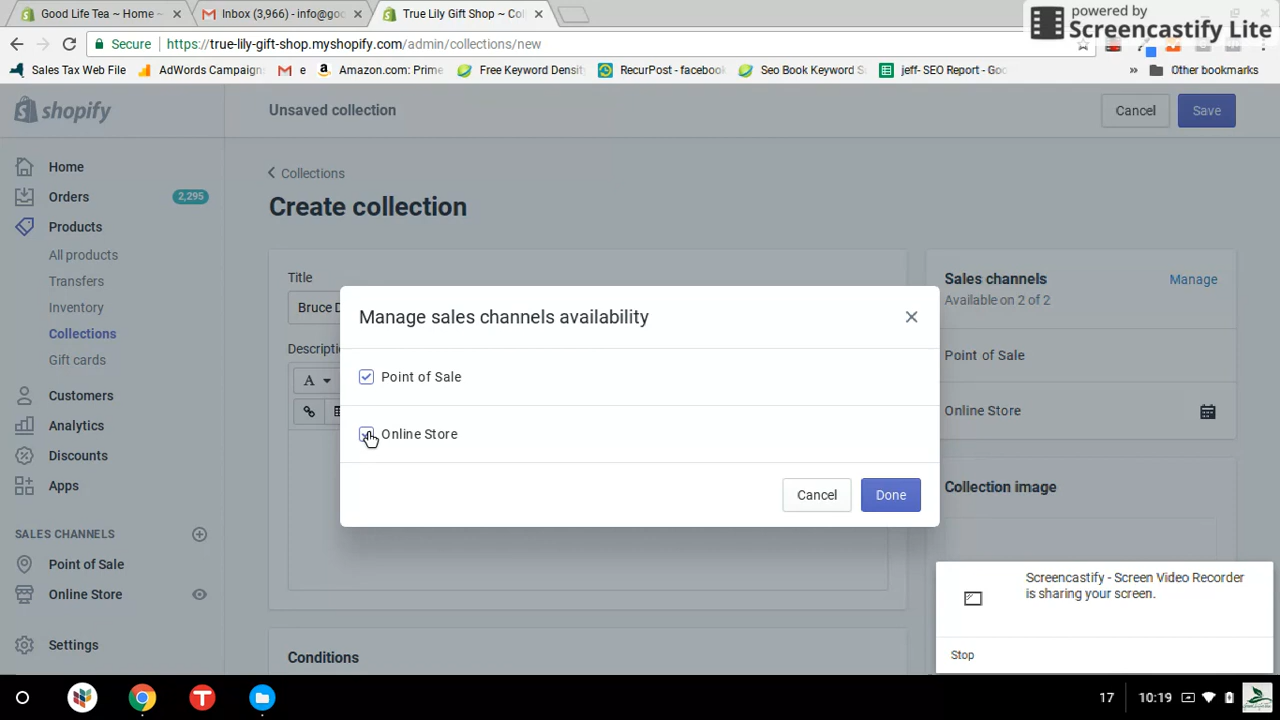 Good Life Tea ~ Home ~
Inbox (3,966) - info@goo
True Lily Gift Shop ~ Coll
powered by
Screencastify Lite
Secure
https://true-lily-gift-shop.myshopify.com/admin/collections/new
Sales Tax Web File
AdWords Campaign
e
Amazon.com: Prime
Free Keyword Densit
RecurPost - facebook
Seo Book Keyword S
jeff- SEO Report - Goo
»
Other bookmarks
shopify
Unsaved collection
Cancel
Save
Home
Orders
2,295
Products
All products
Transfers
Inventory
Collections
Gift cards
Customers
Analytics
Discounts
Apps
SALES CHANNELS
Point of Sale
Online Store
Settings
Collections
Create collection
Title
Bruce D
Descripti
A
Conditions
Sales channels
Manage
Available on 2 of 2
Point of Sale
Online Store
Collection image
Manage sales channels availability
Point of Sale
Online Store
Cancel
Done
Screencastify - Screen Video Recorder
is sharing your screen.
Stop
17
10:19